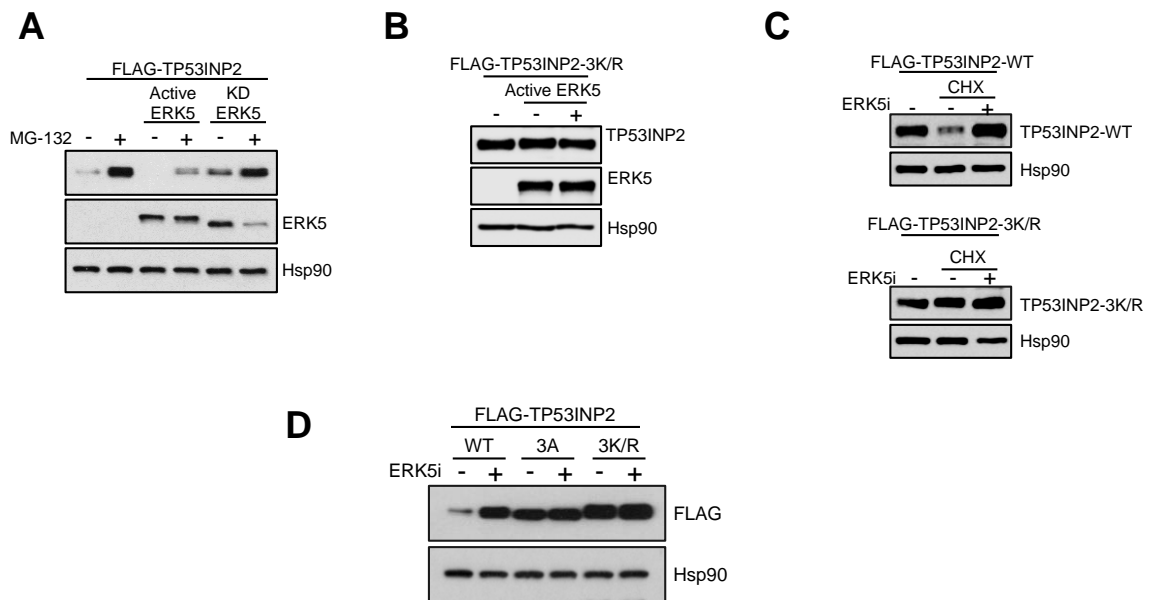 A
FLAG-TP53INP2
Active ERK5
KD ERK5
MG-132 - + - + - +
ERK5
Hsp90
B
FLAG-TP53INP2-3K/R
Active ERK5
- - +
TP53INP2
ERK5
Hsp90
C
FLAG-TP53INP2-WT
CHX
ERK5i - - +
TP53INP2-WT
Hsp90
FLAG-TP53INP2-3K/R
CHX
ERK5i - - +
TP53INP2-3K/R
Hsp90
D
FLAG-TP53INP2
WT 3A 3K/R
ERK5i - + - + - +
FLAG
Hsp90